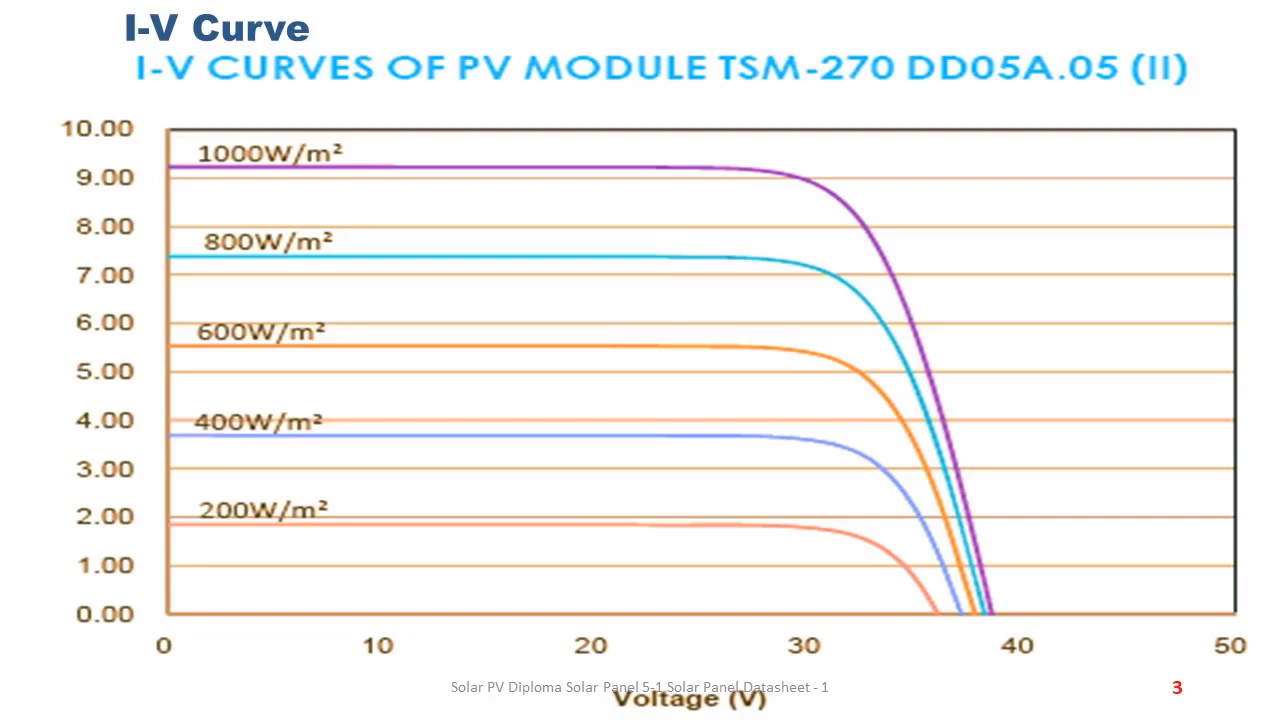 I-V Curve
I-V CURVES OF PV MODULE TSM-270 DD05A.05 (II)
10.00
1000W/m²
9.00
8.00
800W/m²
7.00
6.00
600W/m²
5.00
4.00
400W/m²
3.00
200W/m²
2.00
1.00
0.00
0 10 20 30 40 50
Solar PV Diploma Solar Panel 5-1 Solar Panel Datasheet - 1
3
Voltage (V)